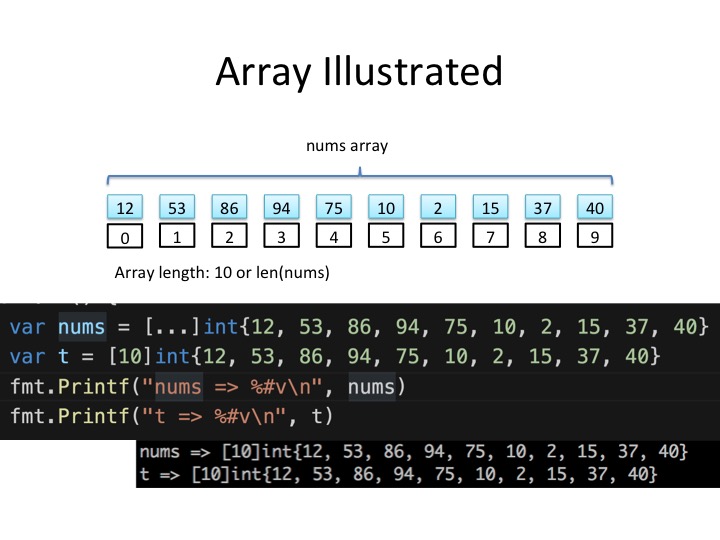 Array Illustrated
nums array
12 53 86 94 75 10 2 15 37 40
0 1 2 3 4 5 6 7 8 9
Array length: 10 or len(nums)
var nums = [...]int{12, 53, 86, 94, 75, 10, 2, 15, 37, 40}
var t = [10]int{12, 53, 86, 94, 75, 10, 2, 15, 37, 40}
fmt.Printf("nums => %#v\n", nums)
fmt.Printf("t => %#v\n", t)
nums => [10]int{12, 53, 86, 94, 75, 10, 2, 15, 37, 40}
t => [10]int{12, 53, 86, 94, 75, 10, 2, 15, 37, 40}